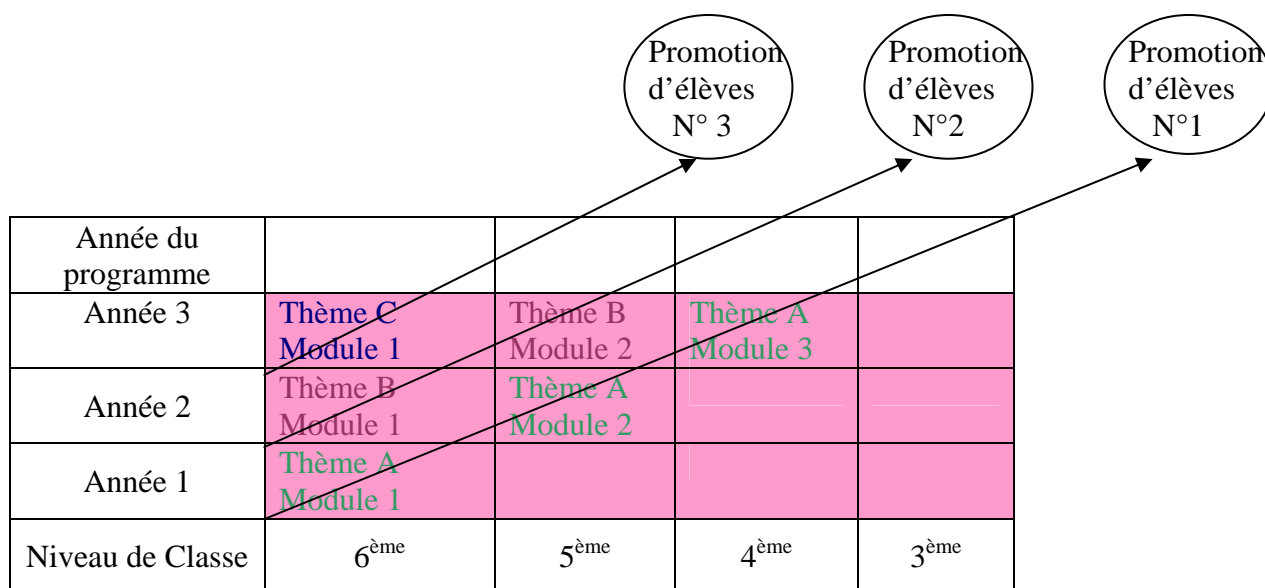 Promotion
d'élèves
N° 3
Promotion
d'élèves
N°2
Promotion
d'élèves
N°1
Année du
programme
Année 3
Thème C
Module 1
Thème B
Module 2
Thème A
Module 3
Année 2
Thème B
Module 1
Thème A
Module 2
Année 1
Thème A
Module 1
Niveau de Classe
6ème
5ème
4ème
3ème